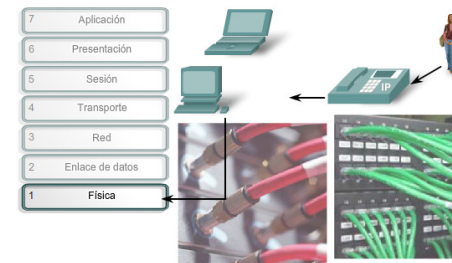 7 Aplicación
6 Presentación
5 Sesión
4 Transporte
3 Red
2 Enlace de datos
1 Física
IP